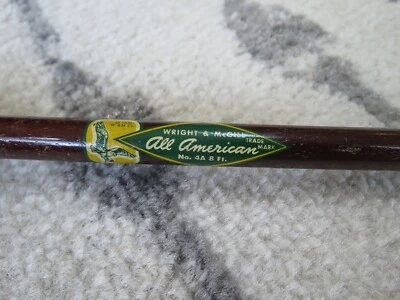 WRIGHT & McGILL
All American
TRADE
MARK
No. 4A 8 Ft.